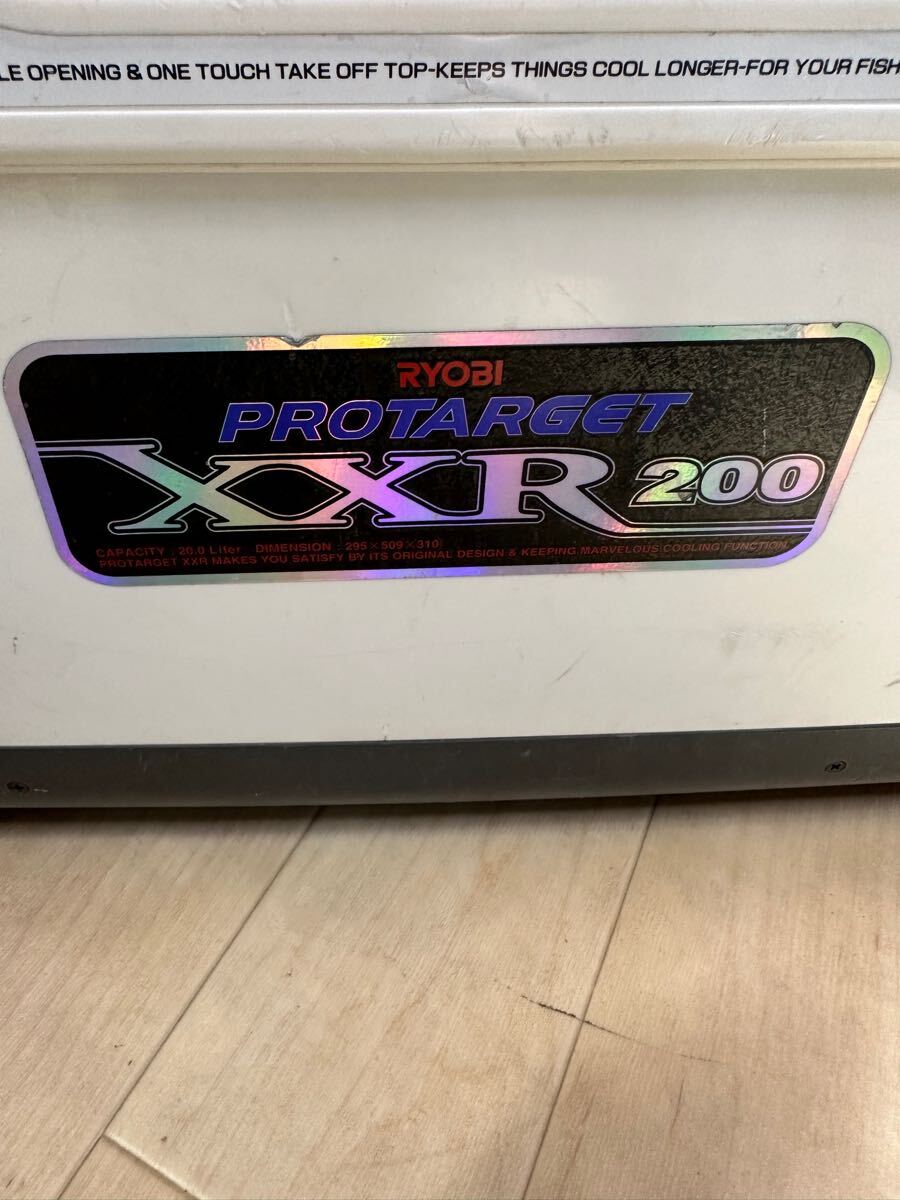 LE OPENING & ONE TOUCH TAKE OFF TOP-KEEPS THINGS COOL LONGER-FOR YOUR FISH
RYOBI
PROTARGET
XXR 200
CAPACITY : 20.0 Liter DIMENSION : 295×509×310
PROTARGET XXR MAKES YOU SATISFY BY ITS ORIGINAL DESIGN & KEEPING MARVELOUS COOLING FUNCTION.